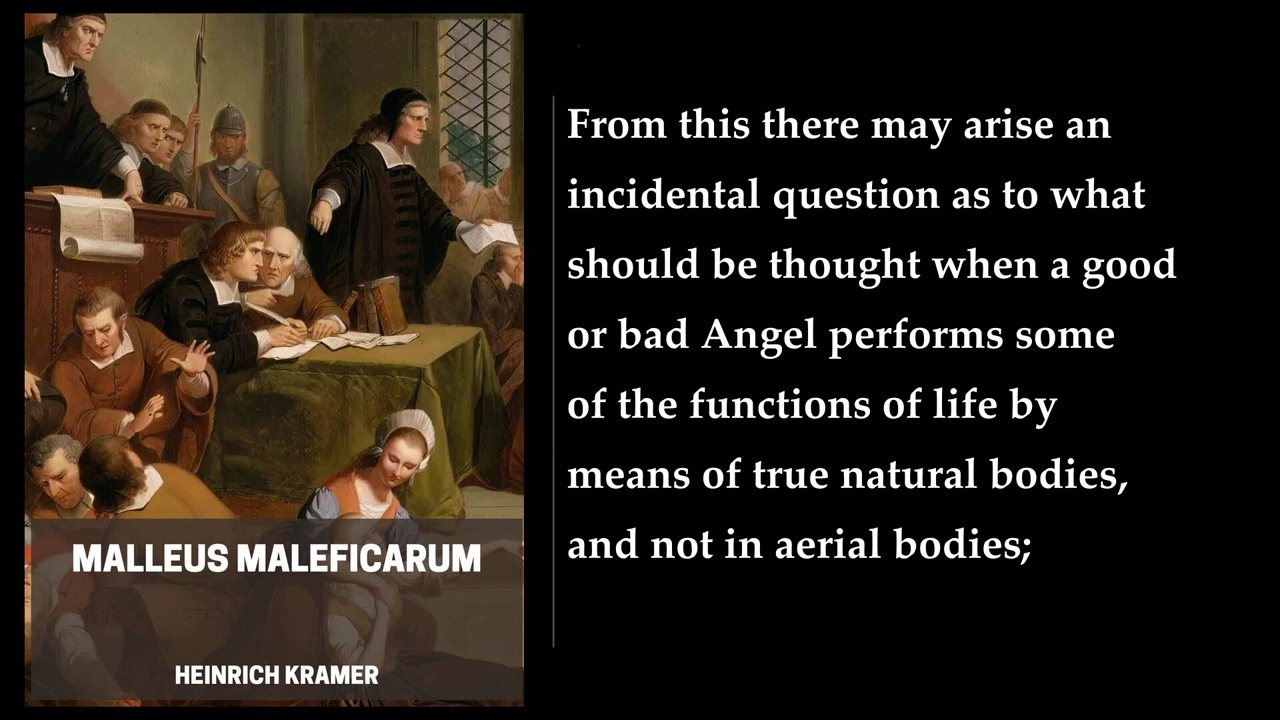 MALLEUS MALEFICARUM
HEINRICH KRAMER
From this there may arise an
incidental question as to what
should be thought when a good
or bad Angel performs some
of the functions of life by
means of true natural bodies,
and not in aerial bodies;